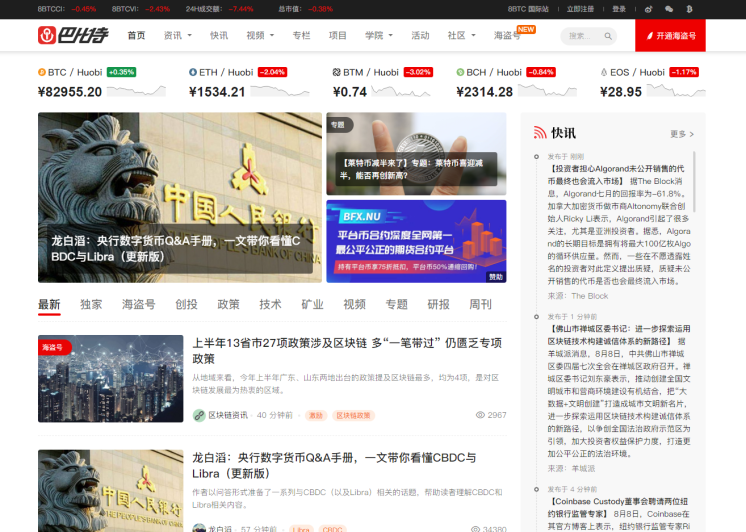 8BTCCI: -0.45%
8BTCVI: -2.43%
24H成交额: -7.44%
总市值: -0.38%
8BTC 国际站
立即注册
登录
巴比特
首页
资讯
快讯
视频
专栏
项目
学院
活动
社区
海盗号
NEW
搜索...
开通海盗号
BTC / Huobi +0.35%
¥82955.20
ETH / Huobi -2.04%
¥1534.21
BTM / Huobi -3.02%
¥0.74
BCH / Huobi -0.84%
¥2314.28
EOS / Huobi -1.17%
¥28.95
中国人民银行
龙白滔：央行数字货币Q&A手册，一文带你看懂C
BDC与Libra（更新版）
专题
【莱特币减半来了】专题：莱特币喜迎减
半，能否再创新高?
BFX.NU
平台币合约深度全网第一
最公平公正的期货合约平台
持有平台币享75折抵扣，平台币50%速细回购！
赞助
快讯
更多 >
发布于 刚刚
【投资者担心Algorand未公开销售的代
币最终也会流入市场】 据The Block消
息，Algorand七月的回报率为-61.8%。
加拿大加密货币做市商Altonomy联合创
始人Ricky Li表示，Algorand引起了很多
关注，尤其是亚洲投资者。据悉，Algora
nd的长期目标是拥有将最大100亿枚Algo
的循环供应量。然而，一些在不愿透露姓
名的投资者对此定义提出质疑，质疑未公
开销售的代币是否也会最终流入市场。
来源：The Block
发布于 1 分钟前
【佛山市禅城区委书记：进一步探索运用
区块链技术构建诚信体系的新路径】 据
羊城派消息，8月8日，中共佛山市禅城
区委四届七次全会在禅城区政府召开。禅
城区委书记刘东豪表示，推动创建全国文
明城市和营商环境建设有机结合，把“大
数据+文明创建”打造成城市文明新名片，
进一步探索运用区块链技术构建诚信体系
的新路径，以争创全国法治政府示范区为
引领，加大投资者权益保护力度，打造更
加公平公正的法治环境。
来源：羊城派
发布于 4 分钟前
【Coinbase Custody董事会聘请两位纽
约银行监管专家】 8月8日，Coinbase在
其官方博客上表示，纽约银行监管专家Ri
最新
独家
海盗号
创投
政策
技术
矿业
视频
专题
研报
周刊
海盗号
上半年13省市27项政策涉及区块链 多“一笔带过” 仍匮乏专项
政策
从地域来看，今年上半年广东、山东两地出台的政策提及区块链最多，均为4项，是对区
块链发展最为热衷的区域。
区块链资讯 · 40 分钟前 · 激励 区块链政策
2967
中国人民银行
龙白滔：央行数字货币Q&A手册，一文带你看懂CBDC与
Libra（更新版）
作者以问答形式准备了一系列与CBDC（以及Libra）相关的话题，帮助读者理解CBDC和
Libra相关内容。
龙白滔 · 57 分钟前 · Libra CBDC
34380